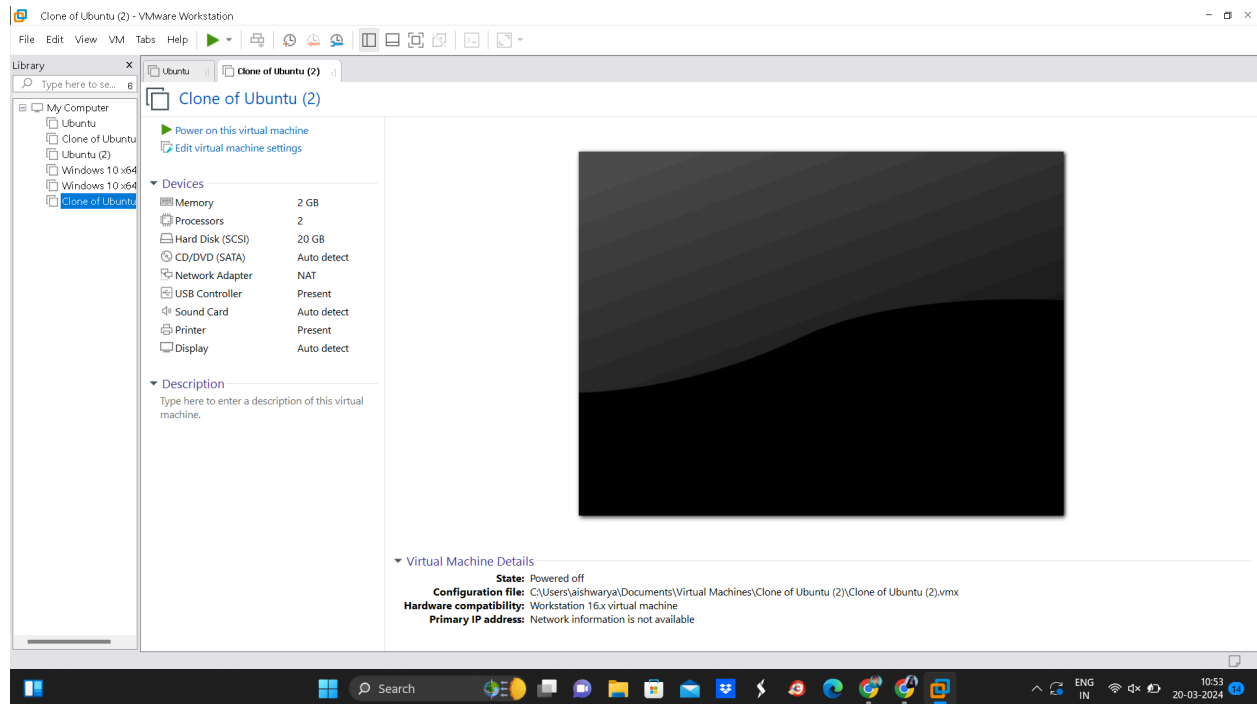 Clone of Ubuntu (2) - VMware Workstation
File Edit View VM Tabs Help
Library X
Type here to se...
My Computer
Ubuntu
Clone of Ubuntu
Ubuntu (2)
Windows 10 x64
Windows 10 x64
Clone of Ubuntu
Ubuntu
Clone of Ubuntu (2)
Clone of Ubuntu (2)
Power on this virtual machine
Edit virtual machine settings
Devices
Memory 2 GB
Processors 2
Hard Disk (SCSI) 20 GB
CD/DVD (SATA) Auto detect
Network Adapter NAT
USB Controller Present
Sound Card Auto detect
Printer Present
Display Auto detect
Description
Type here to enter a description of this virtual
machine.
Virtual Machine Details
State: Powered off
Configuration file: C:\Users\aishwarya\Documents\Virtual Machines\Clone of Ubuntu (2)\Clone of Ubuntu (2).vmx
Hardware compatibility: Workstation 16.x virtual machine
Primary IP address: Network information is not available
Search
ENG
IN
10:53
20-03-2024
14